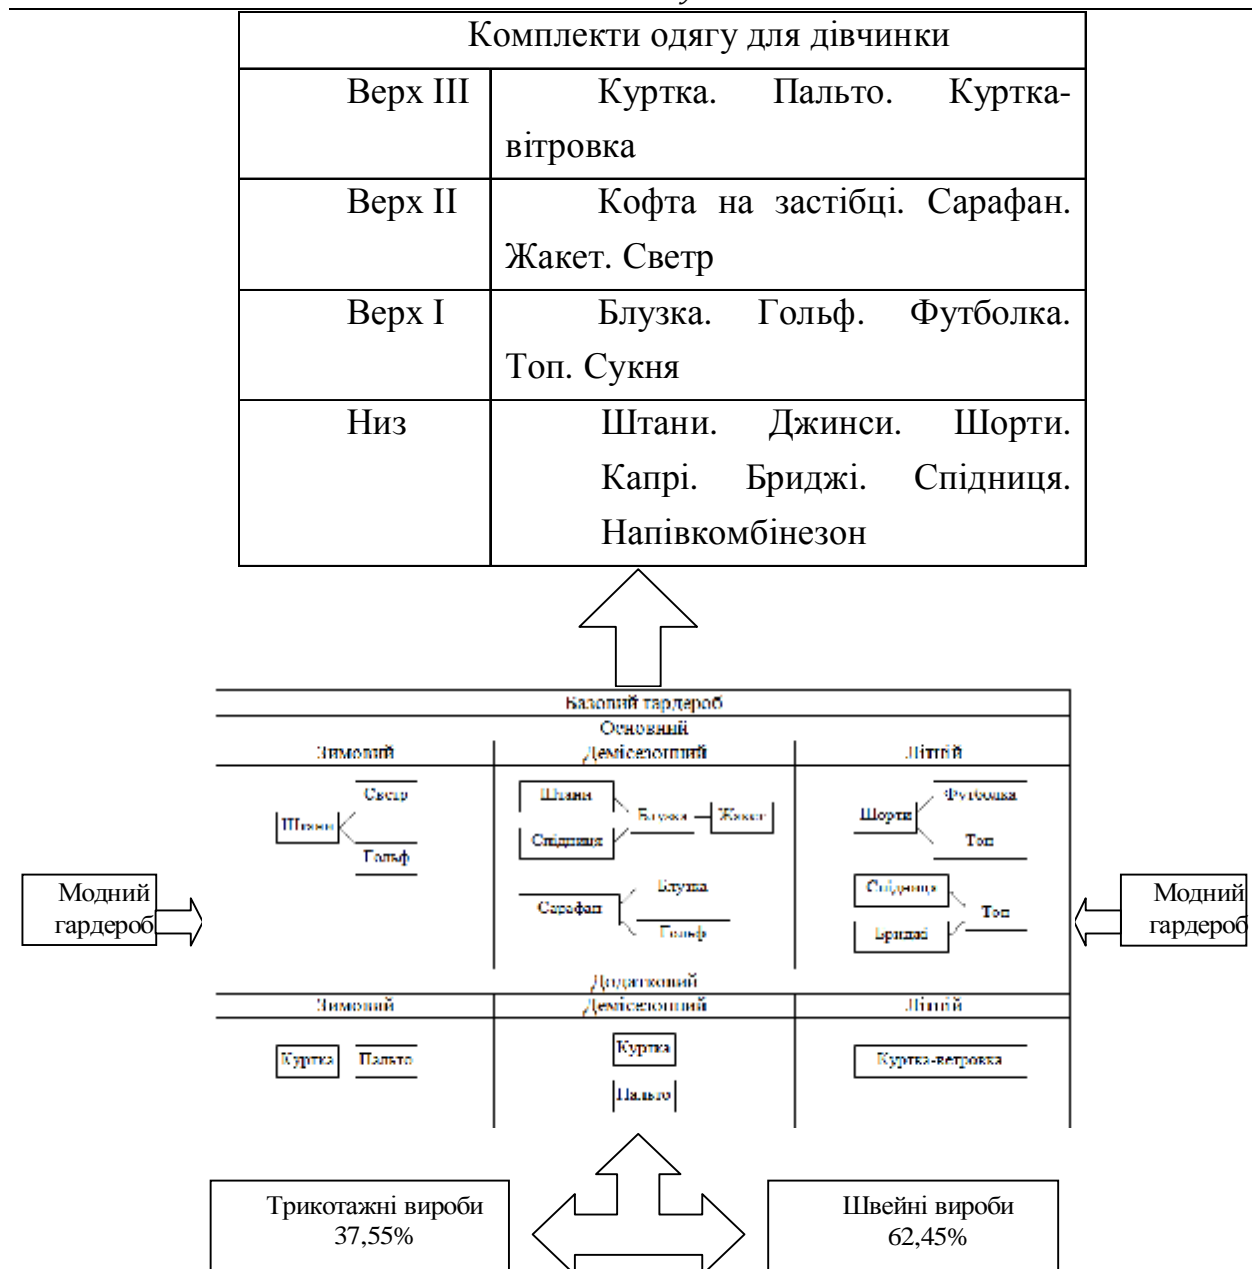 Комплекти одягу для дівчинки
Верх III
Куртка. Пальто. Куртка-
вітровка
Верх II
Кофта на застібці. Сарафан.
Жакет. Светр
Верх I
Блузка. Гольф. Футболка.
Топ. Сукня
Низ
Штани. Джинси. Шорти.
Капрі. Бриджі. Спідниця.
Напівкомбінезон
Базовий гардероб
Основний
Зимовий
Демісезонний
Літній
Светр
Штани
Гольф
Штани
Блузка
Жакет
Спідниця
Сарафан
Блузка
Гольф
Футболка
Шорти
Топ
Спідниця
Топ
Бриджі
Модний
гардероб
Модний
гардероб
Додатковий
Зимовий
Демісезонний
Літній
Куртка
Пальто
Куртка
Пальто
Куртка-ветровка
Трикотажні вироби
37,55%
Швейні вироби
62,45%